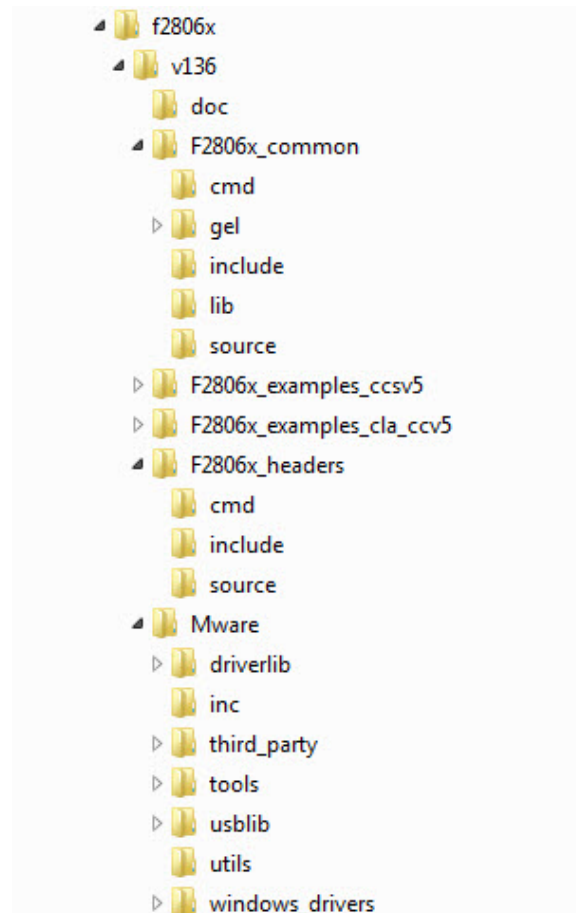 f2806x
v136
doc
F2806x_common
cmd
gel
include
lib
source
F2806x_examples_ccsv5
F2806x_examples_cla_ccv5
F2806x_headers
cmd
include
source
Mware
driverlib
inc
third_party
tools
usblib
utils
windows_drivers